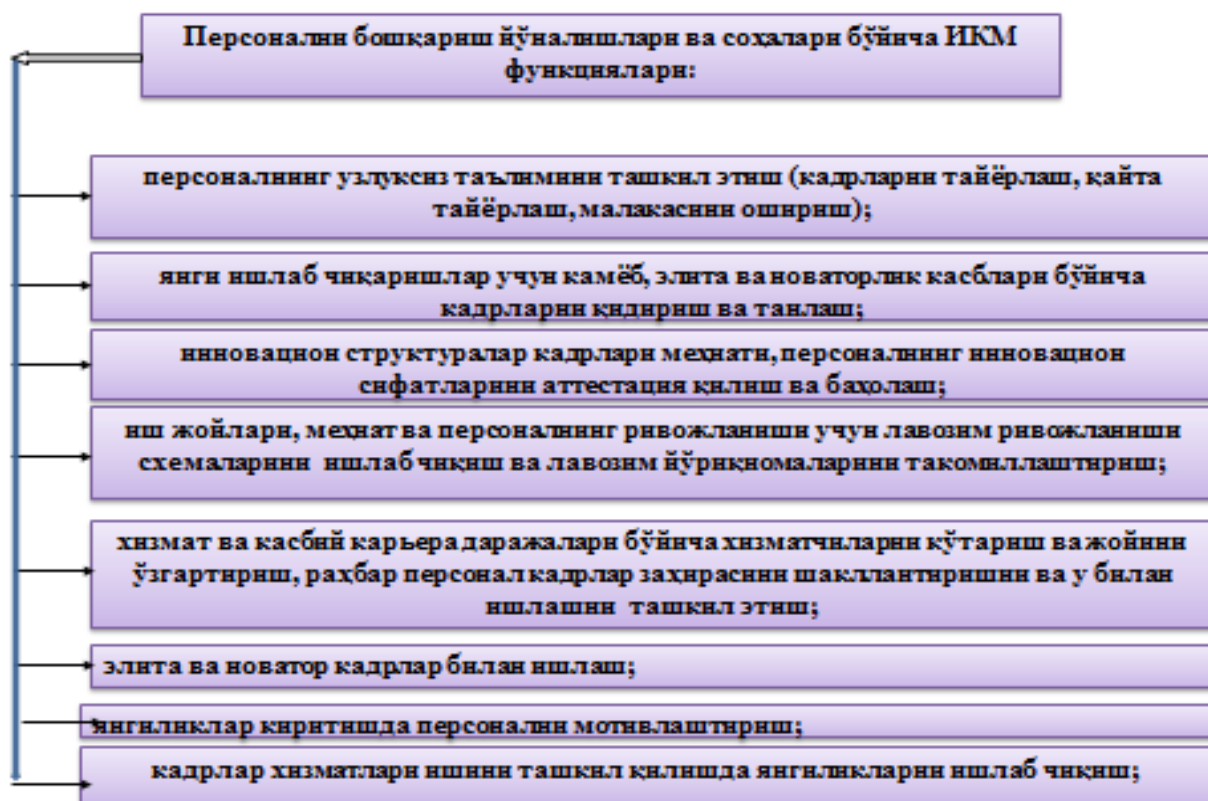 Персонални бошқариш йўналишлари ва соҳалари бўйича ИКМ
функциялари:
персоналнинг узлуксиз таълимини ташкил этиш (кадрларни тайёрлаш, қайта
тайёрлаш, малакасини ошириш);
янги ишлаб чиқаришлар учун камёб, элита ва новаторлик касблари бўйича
кадрларни қидириш ва танлаш;
инновацион структуралар кадрлари меҳнати, персоналнинг инновацион
сифатларини аттестация қилиш ва баҳолаш;
иш жойлари, меҳнат ва персоналнинг ривожланиши учун лавозим ривожланиши
схемаларини ишлаб чиқиш ва лавозим йўриқномаларини такомиллаштириш;
хизмат ва касбий карьера даражалари бўйича хизматчиларни кўтариш ва жойини
ўзгартириш, раҳбар персонал кадрлар заҳирасини шакллантиришни ва у билан
ишлашни ташкил этиш;
элита ва новатор кадрлар билан ишлаш;
янгиликлар киритишда персонални мотивлаштириш;
кадрлар хизматлари ишини ташкил қилишда янгиликларни ишлаб чиқиш;